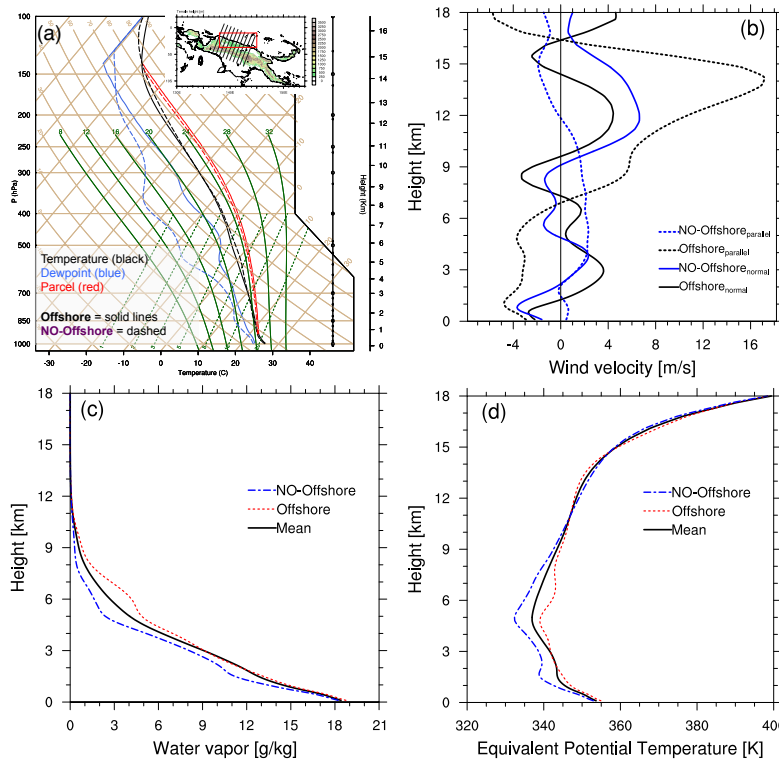 (a)
P (hPa)
100
150
200
250
300
400
500
700
850
1000
8
12
16
20
24
28
32
Temperature (black)
Dewpoint (blue)
Parcel (red)
Offshore = solid lines
NO-Offshore = dashed
-30
-20
-10
0
10
20
30
40
50
Temperature (C)
Height (Km)
16
15
14
13
12
11
10
9
8
7
6
5
4
3
2
1
0
(b)
Height [km]
18
15
12
9
6
3
0
NO-Offshore parallel
Offshore parallel
NO-Offshore normal
Offshore normal
-4
0
4
8
12
16
Wind velocity [m/s]
(c)
Height [km]
18
15
12
9
6
3
0
NO-Offshore
Offshore
Mean
0
3
6
9
12
15
18
21
Water vapor [g/kg]
(d)
Height [km]
18
15
12
9
6
3
0
NO-Offshore
Offshore
Mean
320
340
360
380
400
Equivalent Potential Temperature [K]